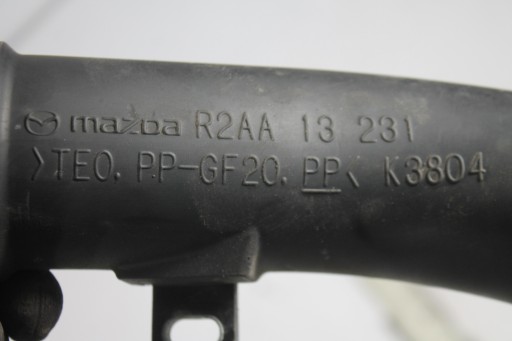 mazda R2AA 13 231
>TEO, PP-GF20, PP< K3804